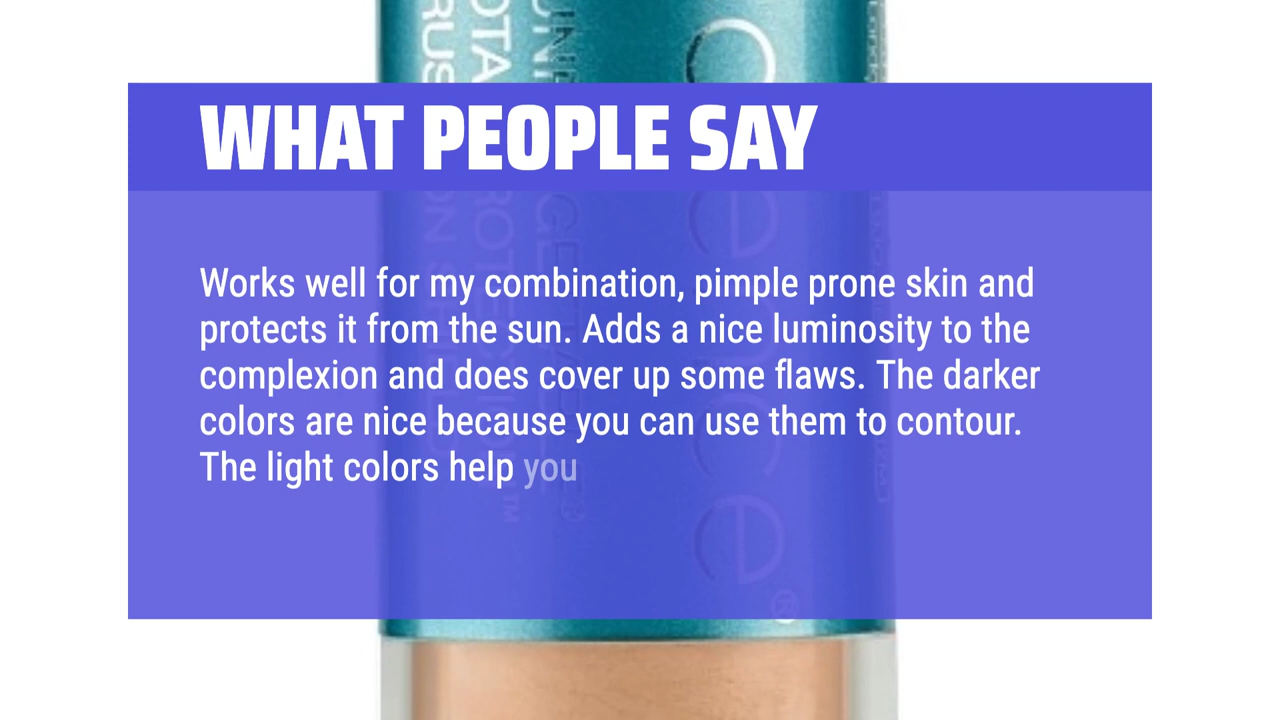 WHAT PEOPLE SAY
Works well for my combination, pimple prone skin and
protects it from the sun. Adds a nice luminosity to the
complexion and does cover up some flaws. The darker
colors are nice because you can use them to contour.
The light colors help you